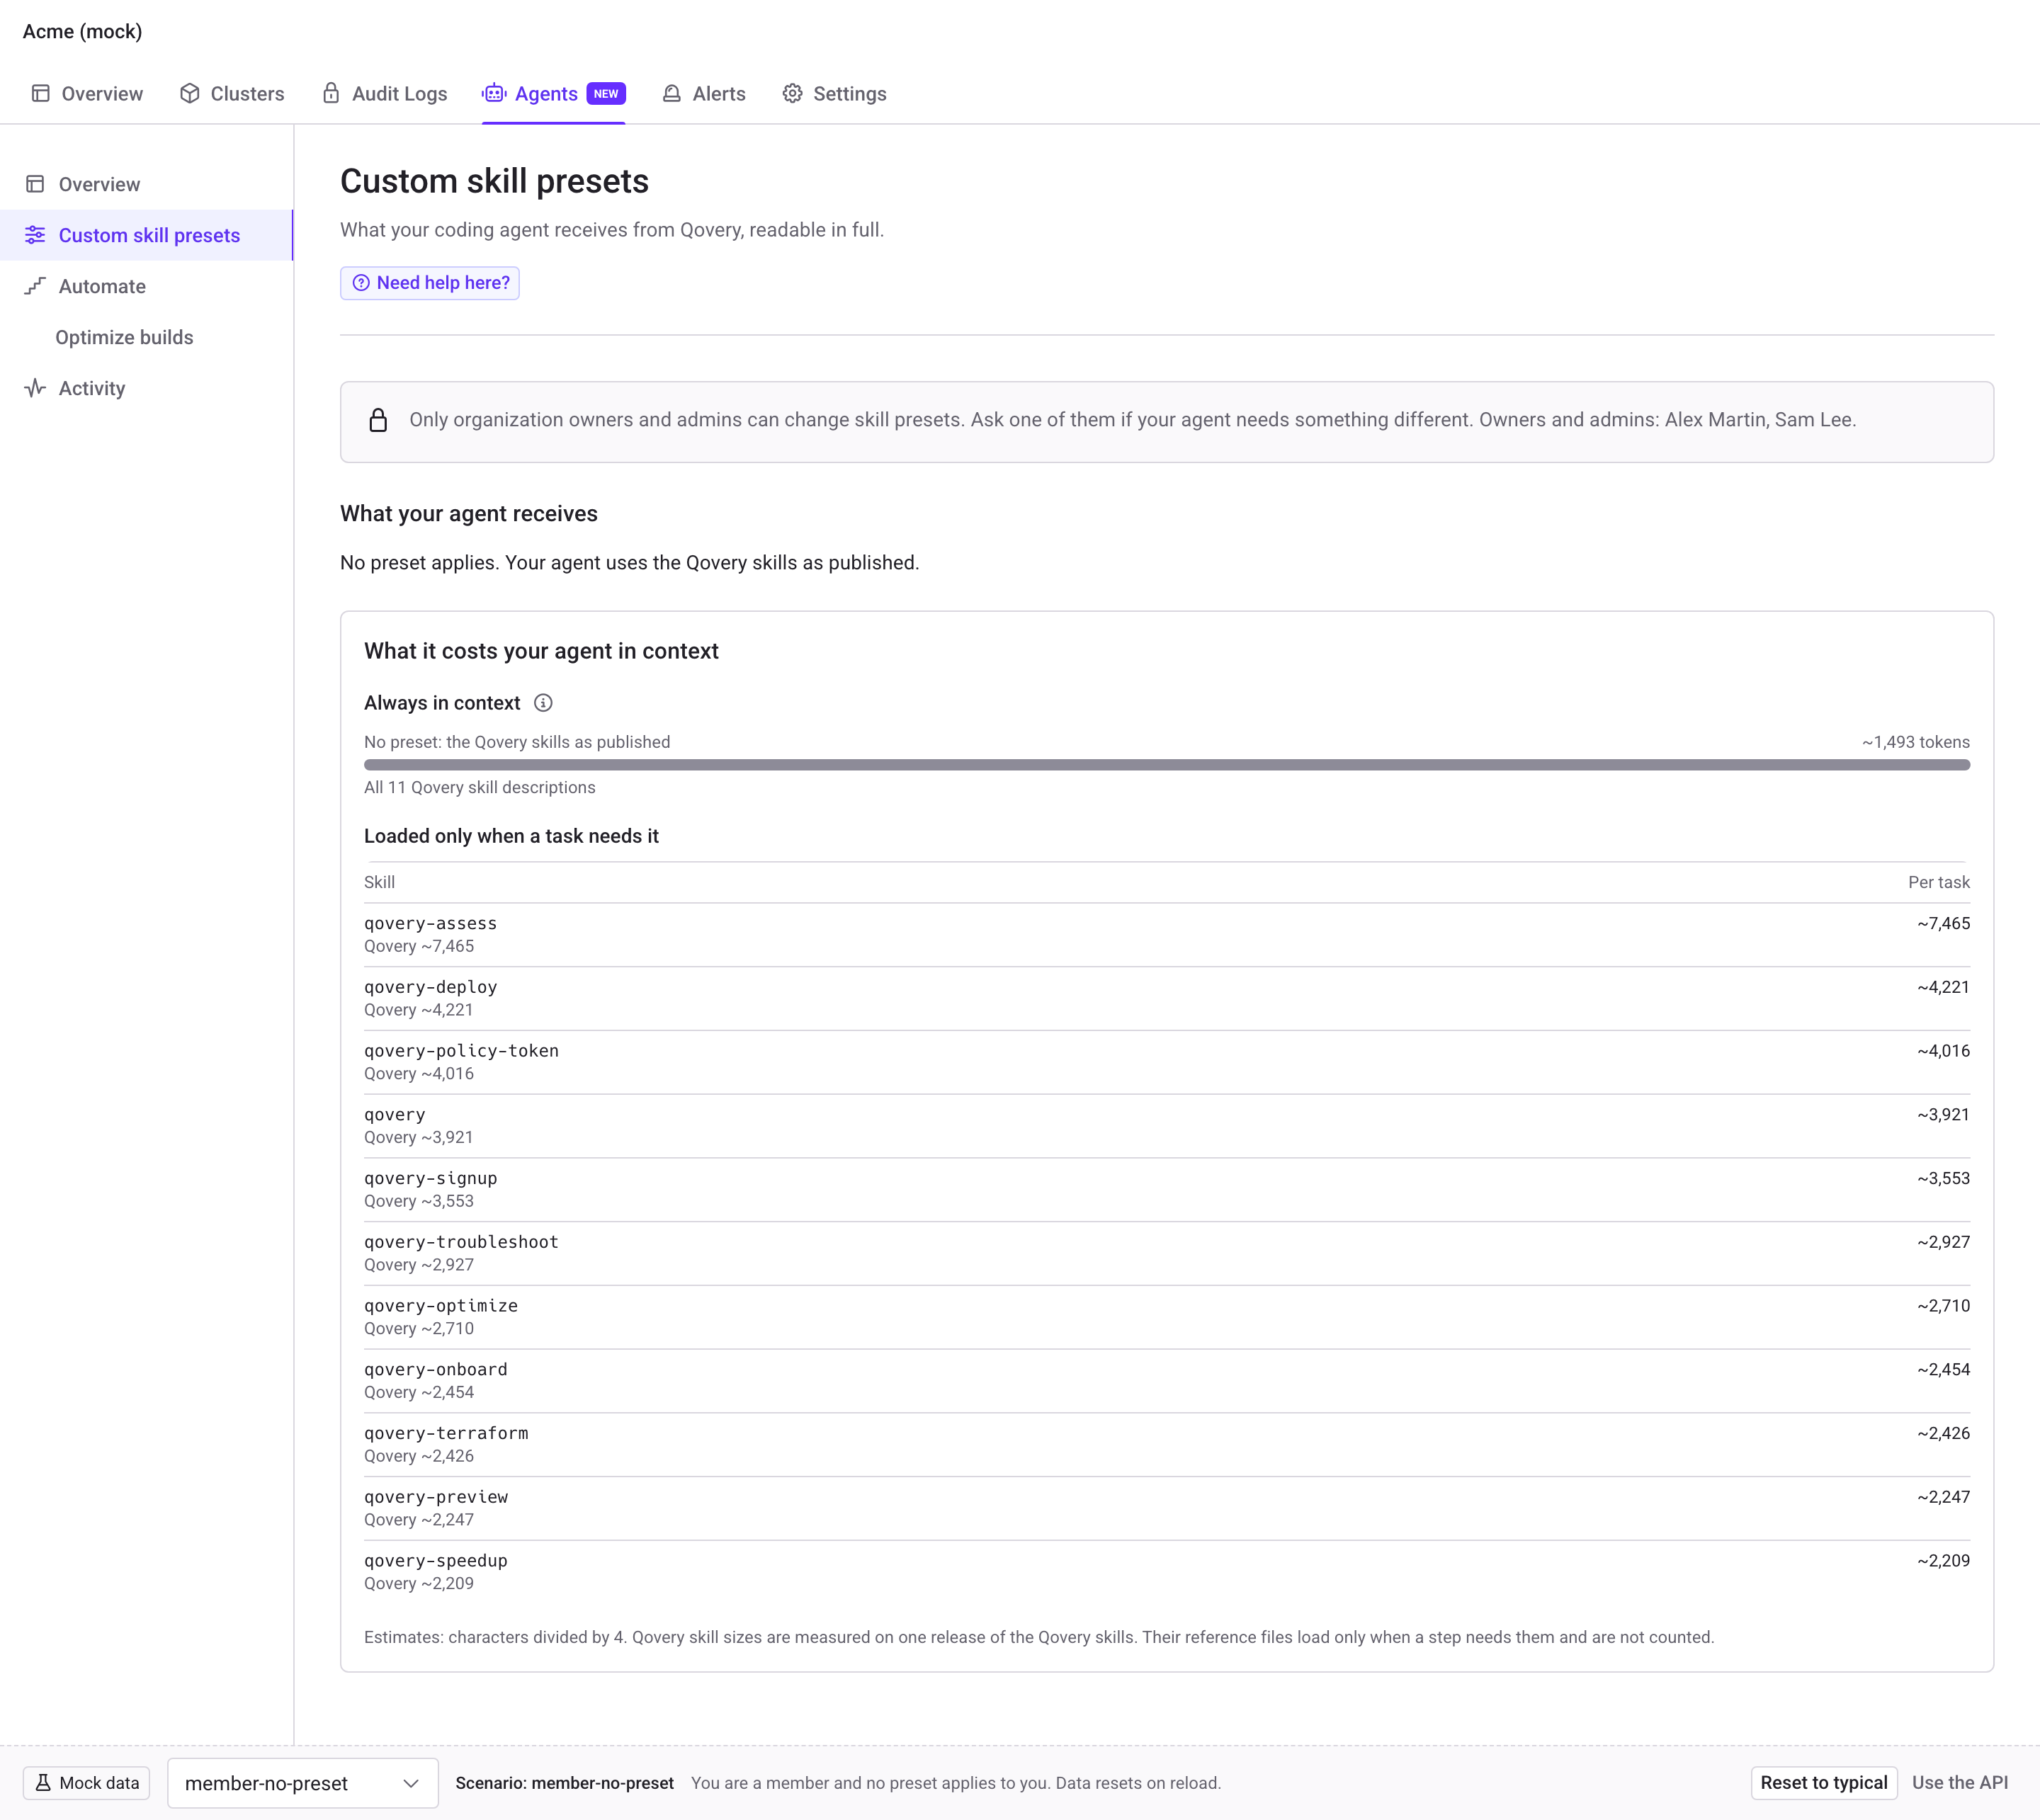 Acme (mock)
Overview
Clusters
Audit Logs
Agents NEW
Alerts
Settings
Overview
Custom skill presets
Automate
Optimize builds
Activity
Custom skill presets
What your coding agent receives from Qovery, readable in full.
Need help here?
Only organization owners and admins can change skill presets. Ask one of them if your agent needs something different. Owners and admins: Alex Martin, Sam Lee.
What your agent receives
No preset applies. Your agent uses the Qovery skills as published.
What it costs your agent in context
Always in context
No preset: the Qovery skills as published ~1,493 tokens
All 11 Qovery skill descriptions
Loaded only when a task needs it
Skill Per task
qovery-assess ~7,465
Qovery ~7,465
qovery-deploy ~4,221
Qovery ~4,221
qovery-policy-token ~4,016
Qovery ~4,016
qovery ~3,921
Qovery ~3,921
qovery-signup ~3,553
Qovery ~3,553
qovery-troubleshoot ~2,927
Qovery ~2,927
qovery-optimize ~2,710
Qovery ~2,710
qovery-onboard ~2,454
Qovery ~2,454
qovery-terraform ~2,426
Qovery ~2,426
qovery-preview ~2,247
Qovery ~2,247
qovery-speedup ~2,209
Qovery ~2,209
Estimates: characters divided by 4. Qovery skill sizes are measured on one release of the Qovery skills. Their reference files load only when a step needs them and are not counted.
Mock data
member-no-preset
Scenario: member-no-preset You are a member and no preset applies to you. Data resets on reload.
Reset to typical
Use the API